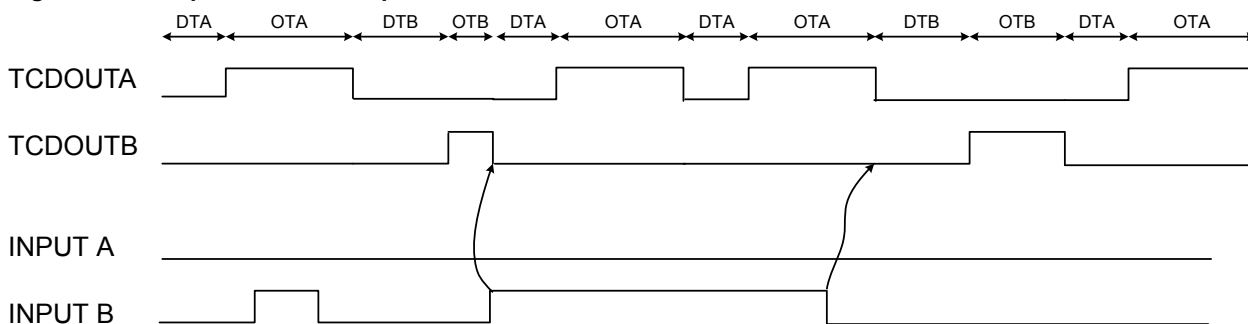 DTA OTA DTB OTB DTA OTA DTA OTA DTB OTB DTA OTA
TCDOUTA
TCDOUTB
INPUT A
INPUT B